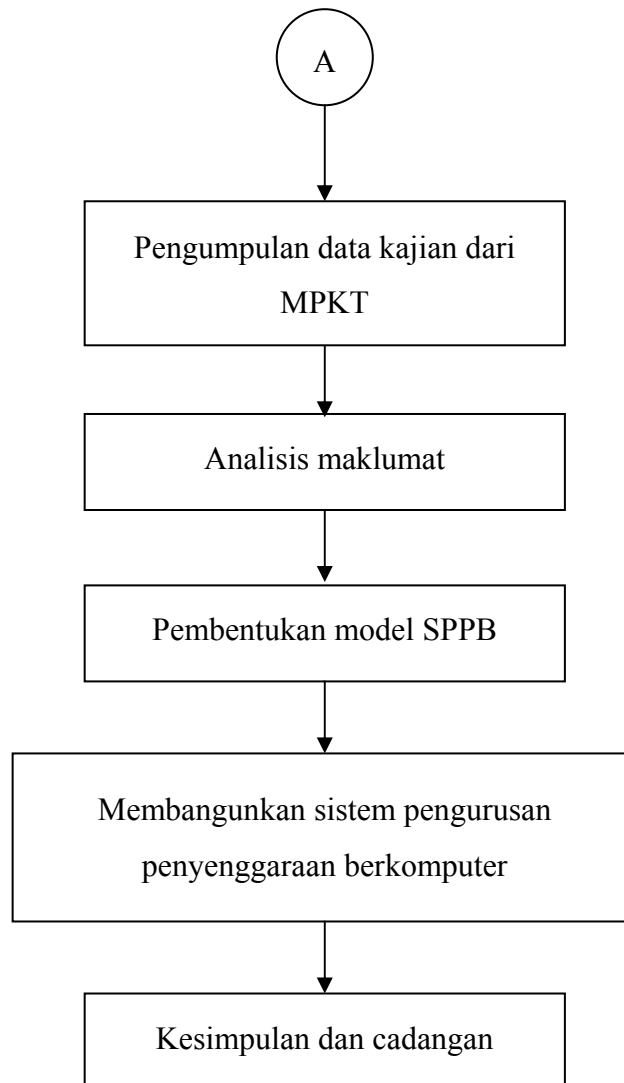 A
Pengumpulan data kajian dari
MPKT
Analisis maklumat
Pembentukan model SPPB
Membangunkan sistem pengurusan
penyenggaraan berkomputer
Kesimpulan dan cadangan